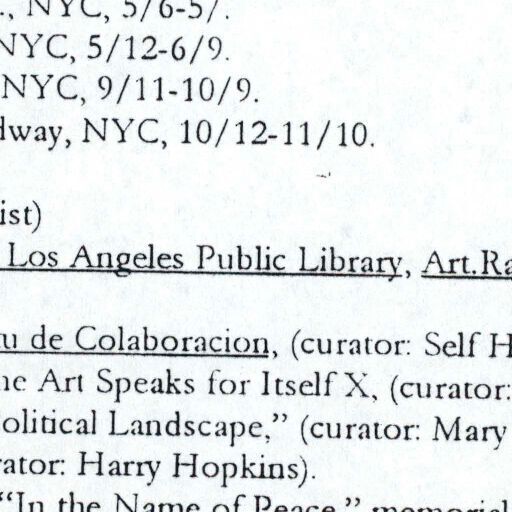 ., NYC, 5/6-5/.
NYC, 5/12-6/9.
NYC, 9/11-10/9.
dway, NYC, 10/12-11/10.
ist)
Los Angeles Public Library, Art.Ra
u de Colaboracion, (curator: Self H
ne Art Speaks for Itself X, (curator:
olitical Landscape,” (curator: Mary
rator: Harry Hopkins).
“In the Name of Peace,” memorial